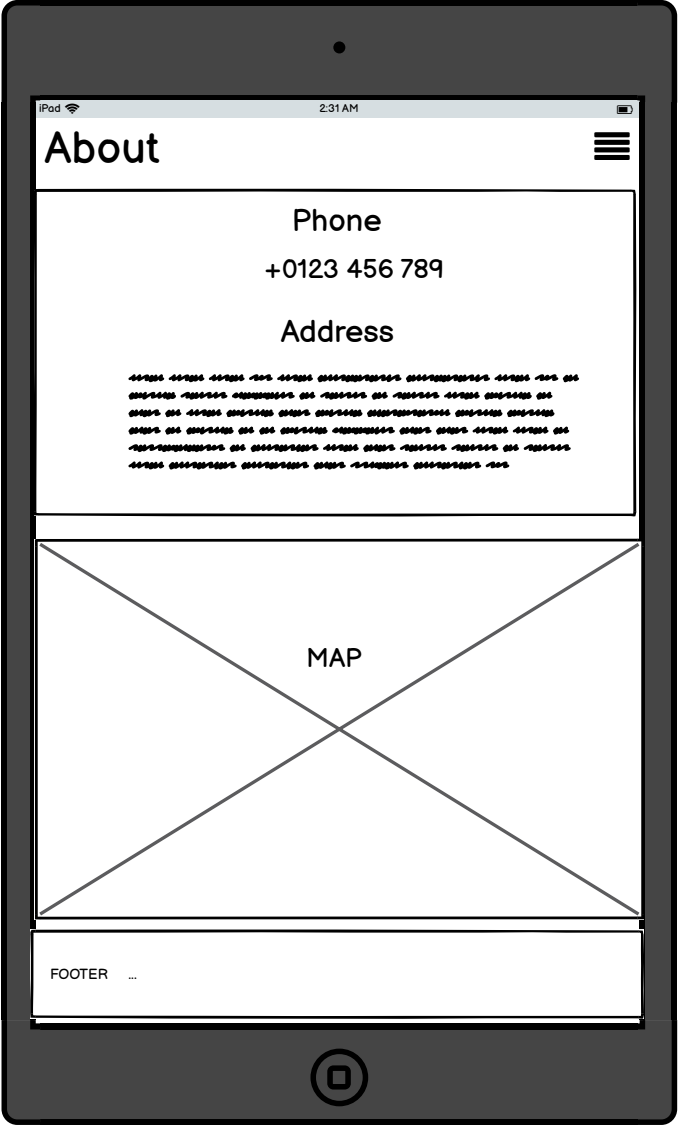 iPad
2:31 AM
About
Phone
+0123 456 789
Address
MAP
FOOTER ...